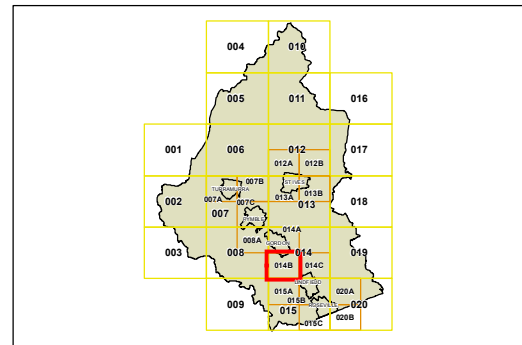 004 010
005 011 016
001 006 012 017
012A 012B
007B ST IVES
TURRAMURRA
002 007A 007C 013A 013B 018
007 PYMBLE 013
014A
008A GORDON
003 008 014 019
014B 014C
LINDFIELD
015A 020A
009 015B ROSEVILLE 020
015 020B
015C